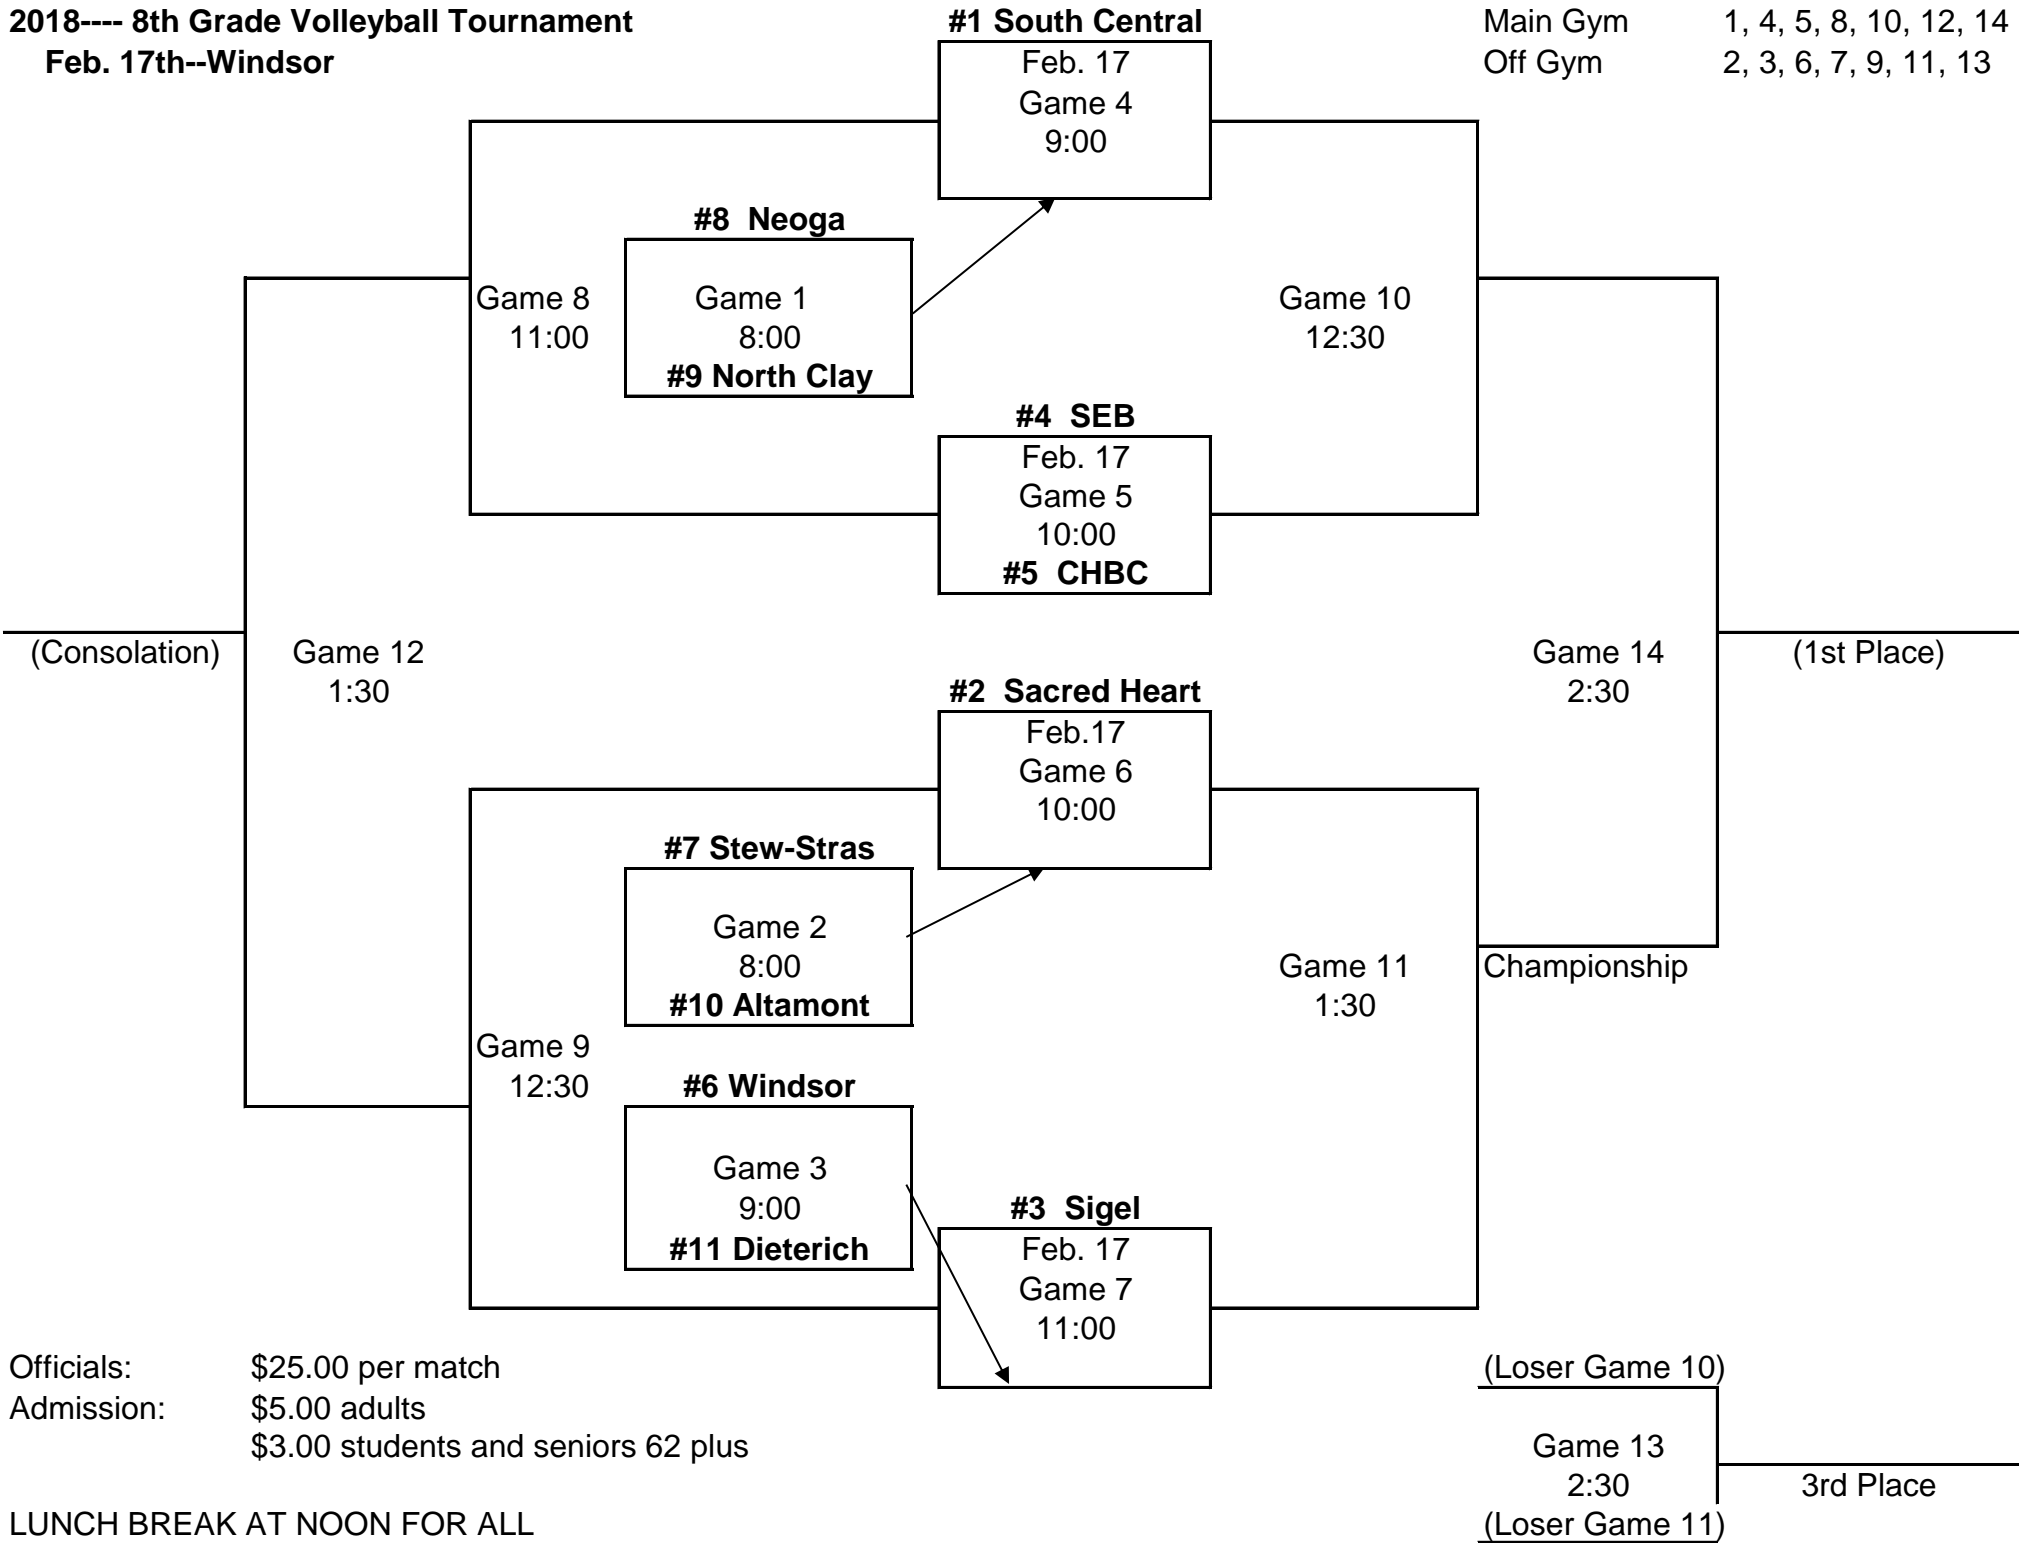 2018---- 8th Grade Volleyball Tournament
Feb. 17th--Windsor
#1 South Central
Main Gym 1, 4, 5, 8, 10, 12, 14
Off Gym 2, 3, 6, 7, 9, 11, 13
Feb. 17
Game 4
9:00
#8 Neoga
Game 8
11:00
Game 1
8:00
#9 North Clay
Game 10
12:30
#4 SEB
Feb. 17
Game 5
10:00
#5 CHBC
(Consolation)
Game 12
1:30
Game 14
2:30
(1st Place)
#2 Sacred Heart
Feb.17
Game 6
10:00
#7 Stew-Stras
Game 2
8:00
#10 Altamont
Game 11
1:30
Championship
Game 9
12:30
#6 Windsor
Game 3
9:00
#11 Dieterich
#3 Sigel
Feb. 17
Game 7
11:00
Officials: $25.00 per match
Admission: $5.00 adults
$3.00 students and seniors 62 plus
(Loser Game 10)
Game 13
2:30
3rd Place
(Loser Game 11)
LUNCH BREAK AT NOON FOR ALL